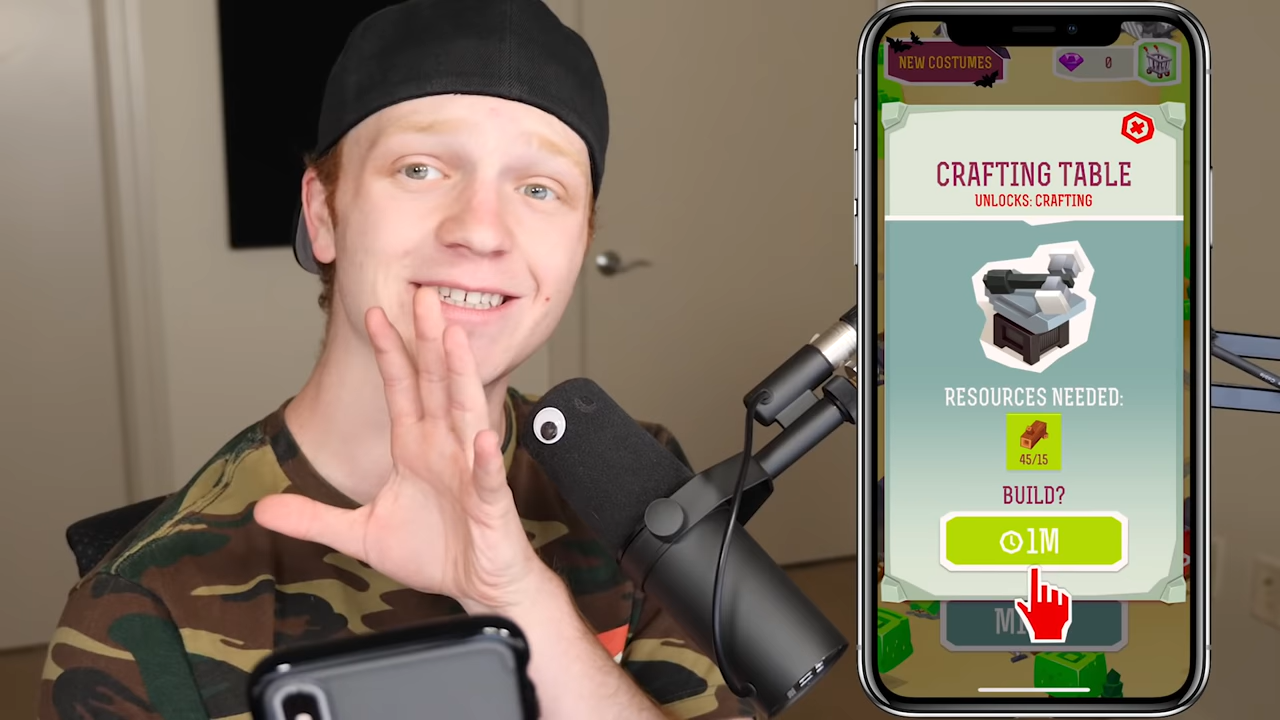 NEW COSTUMES
0
CRAFTING TABLE
UNLOCKS: CRAFTING
RESOURCES NEEDED:
45/15
BUILD?
1M